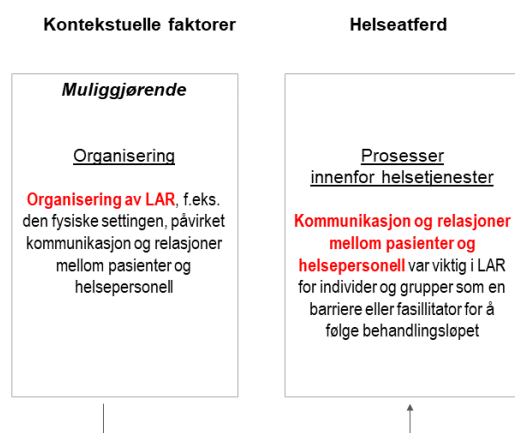 Kontekstuelle faktorer
Helseatferd
Muliggjørende
Organisering
Organisering av LAR, f.eks.
den fysiske settingen, påvirket
kommunikasjon og relasjoner
mellom pasienter og
helsepersonell
Prosesser
innenfor helsetjenester
Kommunikasjon og relasjoner
mellom pasienter og
helsepersonell var viktig i LAR
for individer og grupper som en
barriere eller fasillitator for å
følge behandlingsløpet